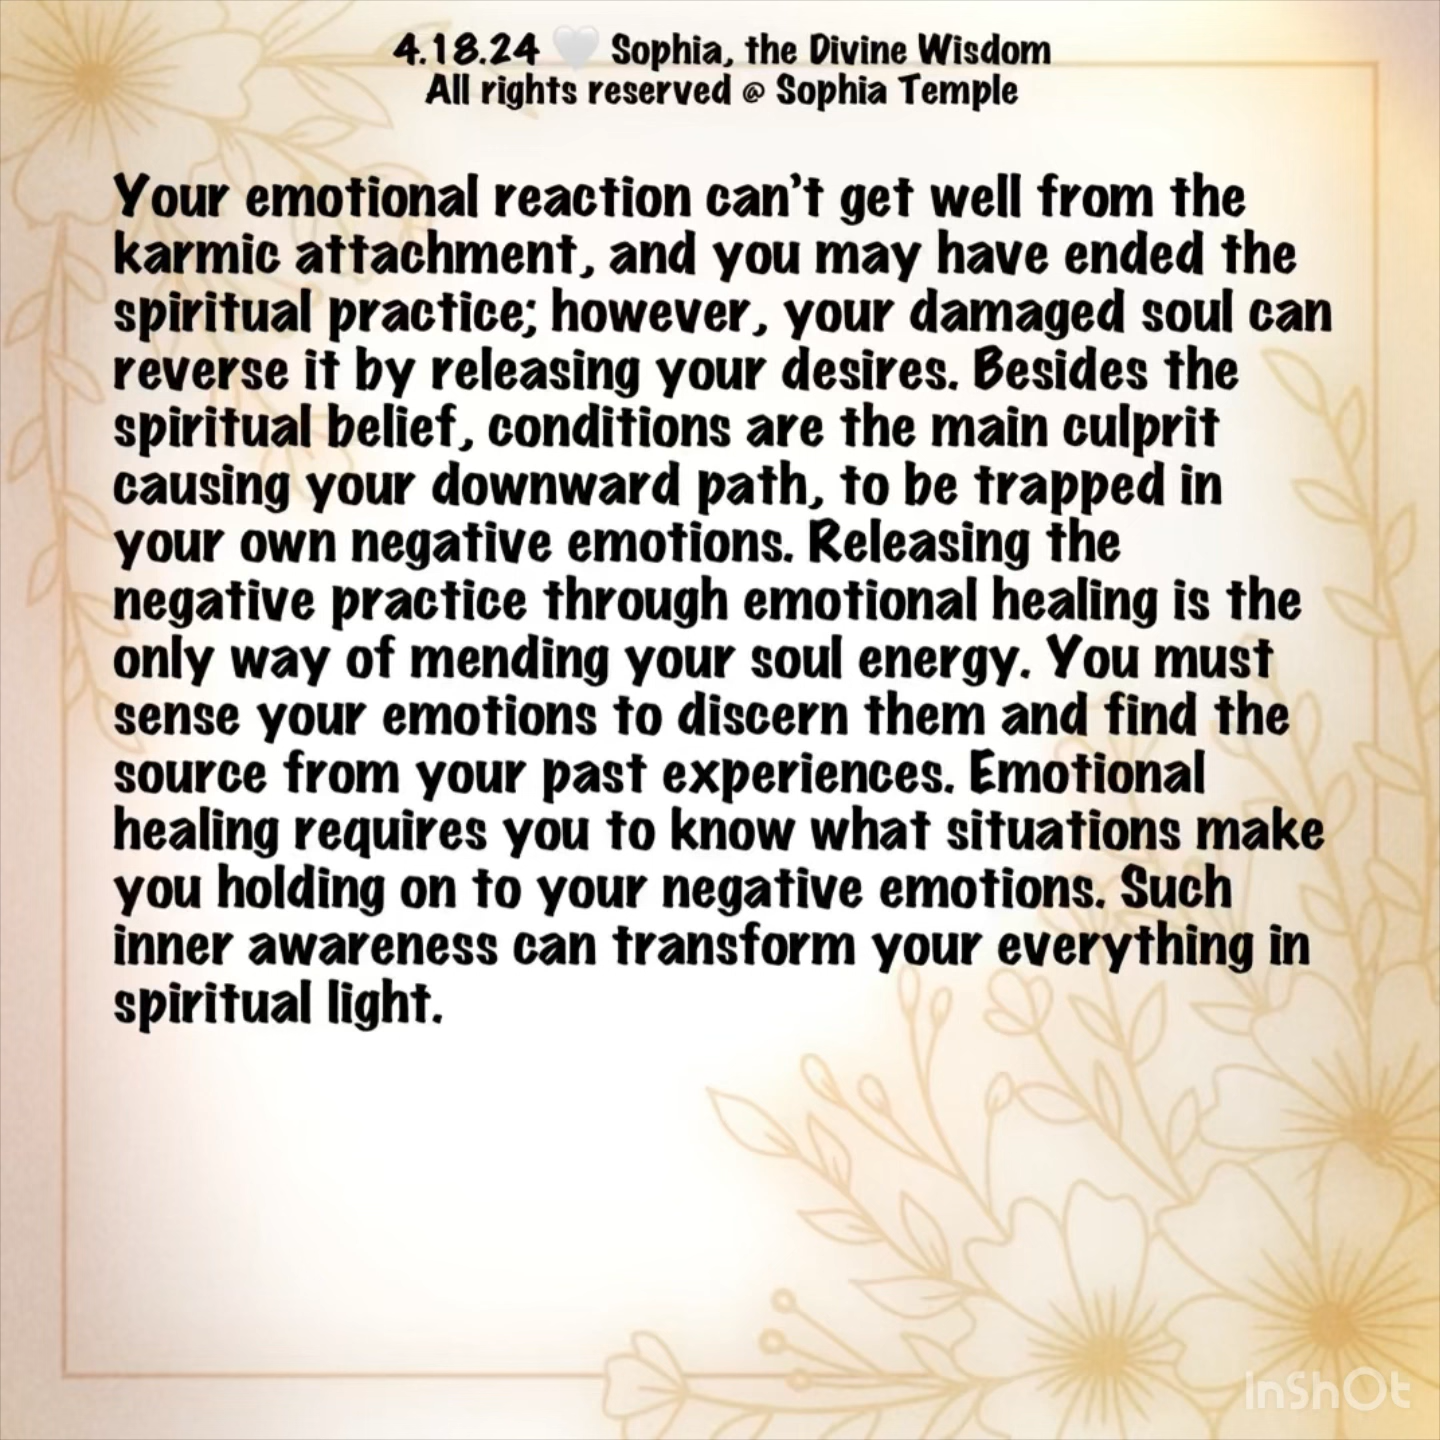 4.18.24 🤍 Sophia, the Divine Wisdom
All rights reserved @ Sophia Temple
Your emotional reaction can't get well from the
karmic attachment, and you may have ended the
spiritual practice; however, your damaged soul can
reverse it by releasing your desires. Besides the
spiritual belief, conditions are the main culprit
causing your downward path, to be trapped in
your own negative emotions. Releasing the
negative practice through emotional healing is the
only way of mending your soul energy. You must
sense your emotions to discern them and find the
source from your past experiences. Emotional
healing requires you to know what situations make
you holding on to your negative emotions. Such
inner awareness can transform your everything in
spiritual light.
InShOt